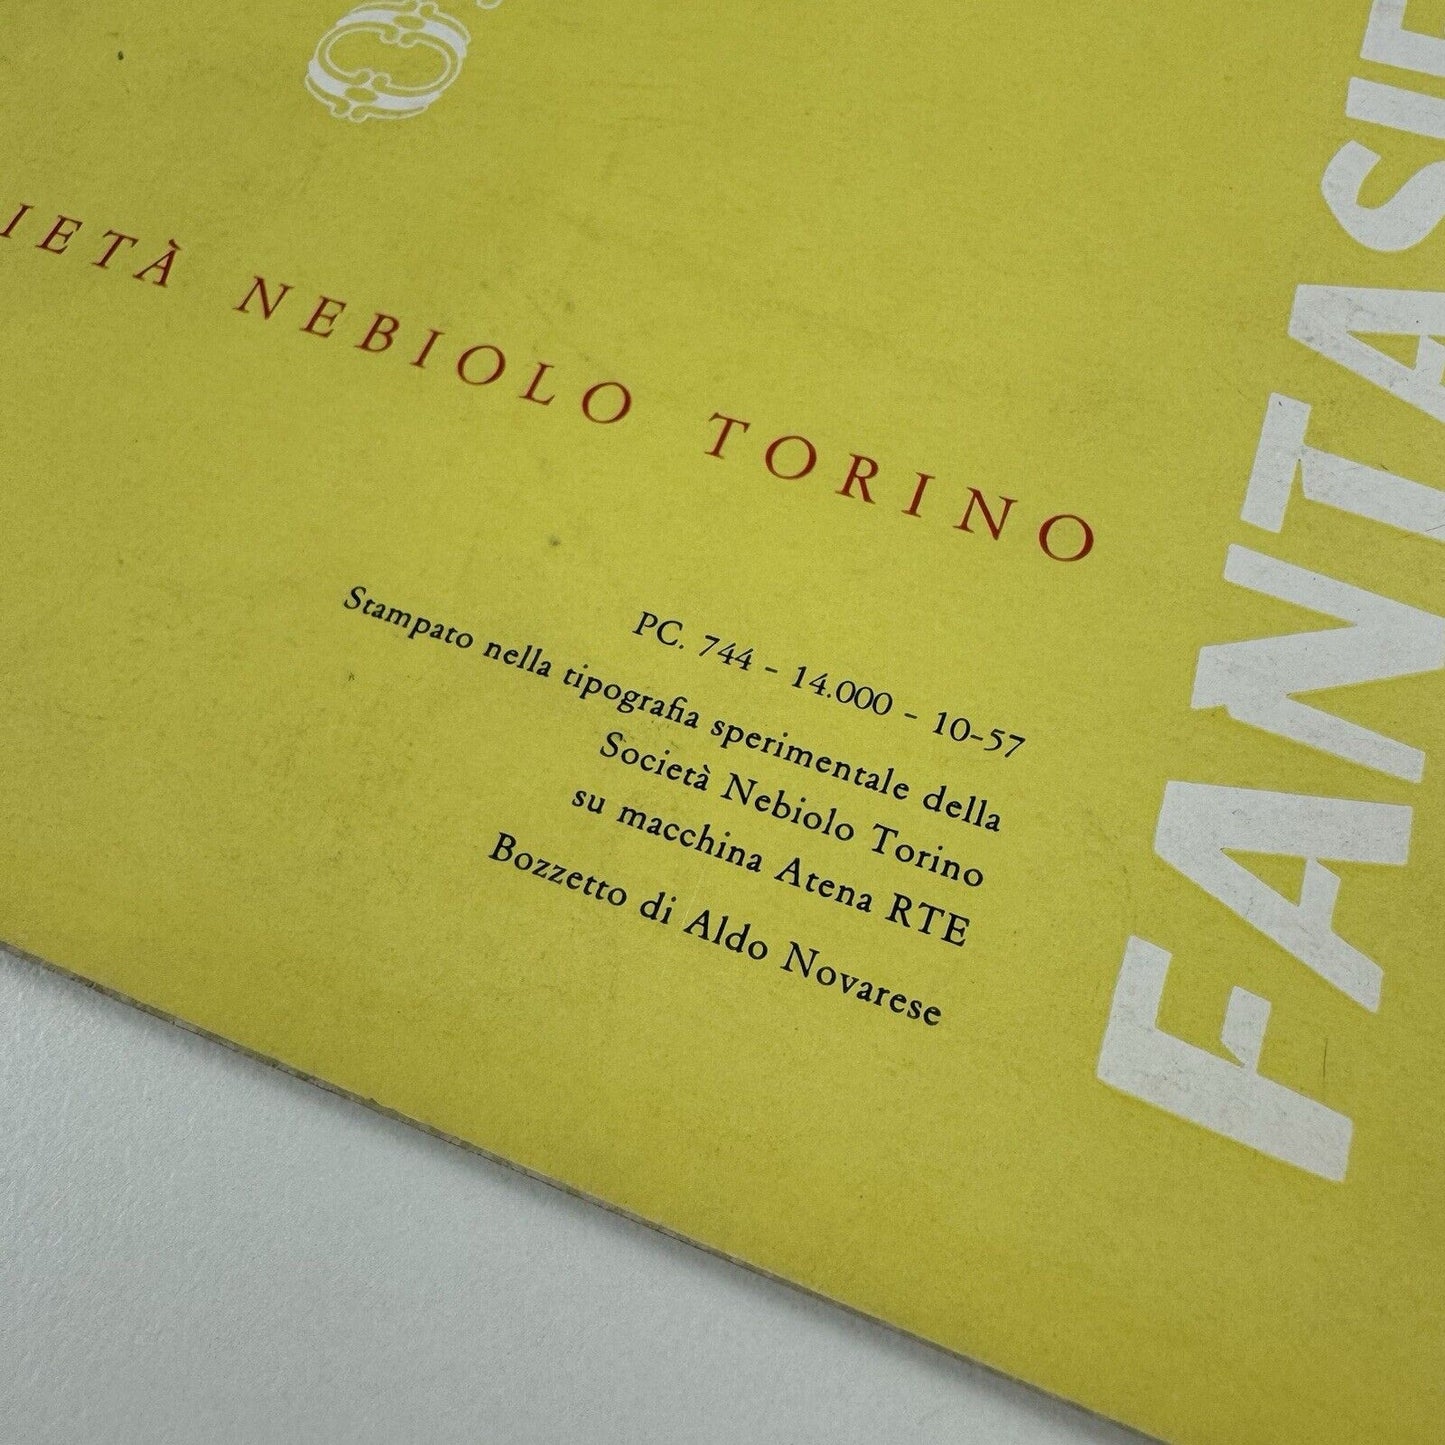 IETÀ NEBIOLO TORINO
PC. 744 - 14.000 - 10-57
Stampato nella tipografia sperimentale della
Società Nebiolo Torino
su macchina Atena RTE
Bozzetto di Aldo Novarese
FANTASIE